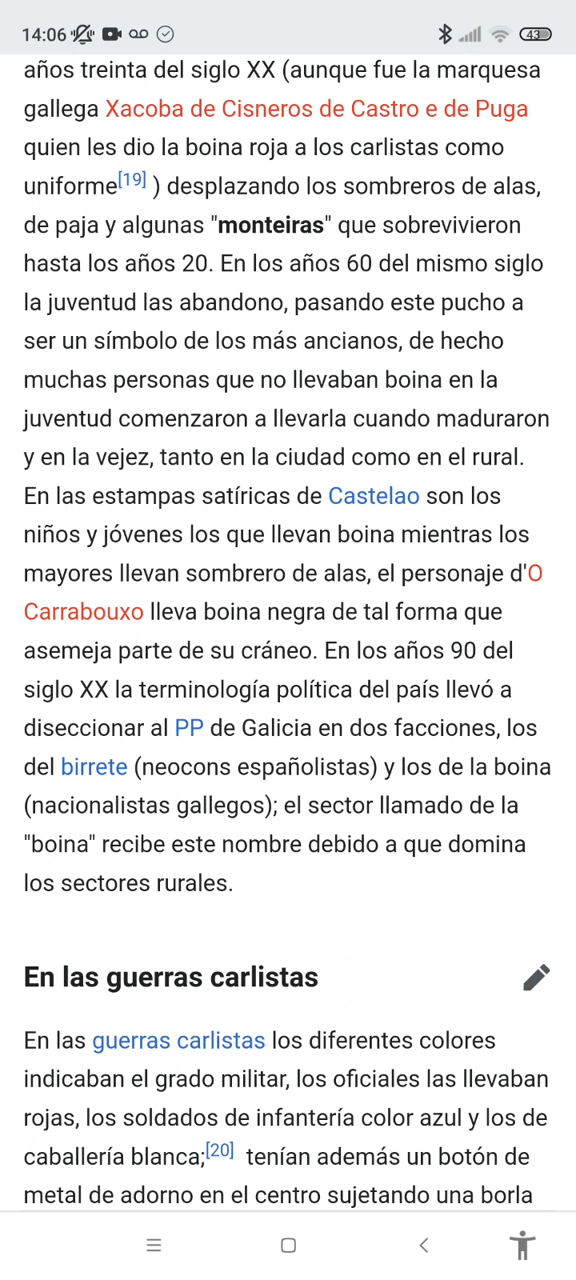 14:06
43
años treinta del siglo XX (aunque fue la marquesa
gallega Xacoba de Cisneros de Castro e de Puga
quien les dio la boina roja a los carlistas como
uniforme[19] ) desplazando los sombreros de alas,
de paja y algunas "monteiras" que sobrevivieron
hasta los años 20. En los años 60 del mismo siglo
la juventud las abandono, pasando este pucho a
ser un símbolo de los más ancianos, de hecho
muchas personas que no llevaban boina en la
juventud comenzaron a llevarla cuando maduraron
y en la vejez, tanto en la ciudad como en el rural.
En las estampas satíricas de Castelao son los
niños y jóvenes los que llevan boina mientras los
mayores llevan sombrero de alas, el personaje d'O
Carrabouxo lleva boina negra de tal forma que
asemeja parte de su cráneo. En los años 90 del
siglo XX la terminología política del país llevó a
diseccionar al PP de Galicia en dos facciones, los
del birrete (neocons españolistas) y los de la boina
(nacionalistas gallegos); el sector llamado de la
"boina" recibe este nombre debido a que domina
los sectores rurales.
En las guerras carlistas
En las guerras carlistas los diferentes colores
indicaban el grado militar, los oficiales las llevaban
rojas, los soldados de infantería color azul y los de
caballería blanca;[20] tenían además un botón de
metal de adorno en el centro sujetando una borla